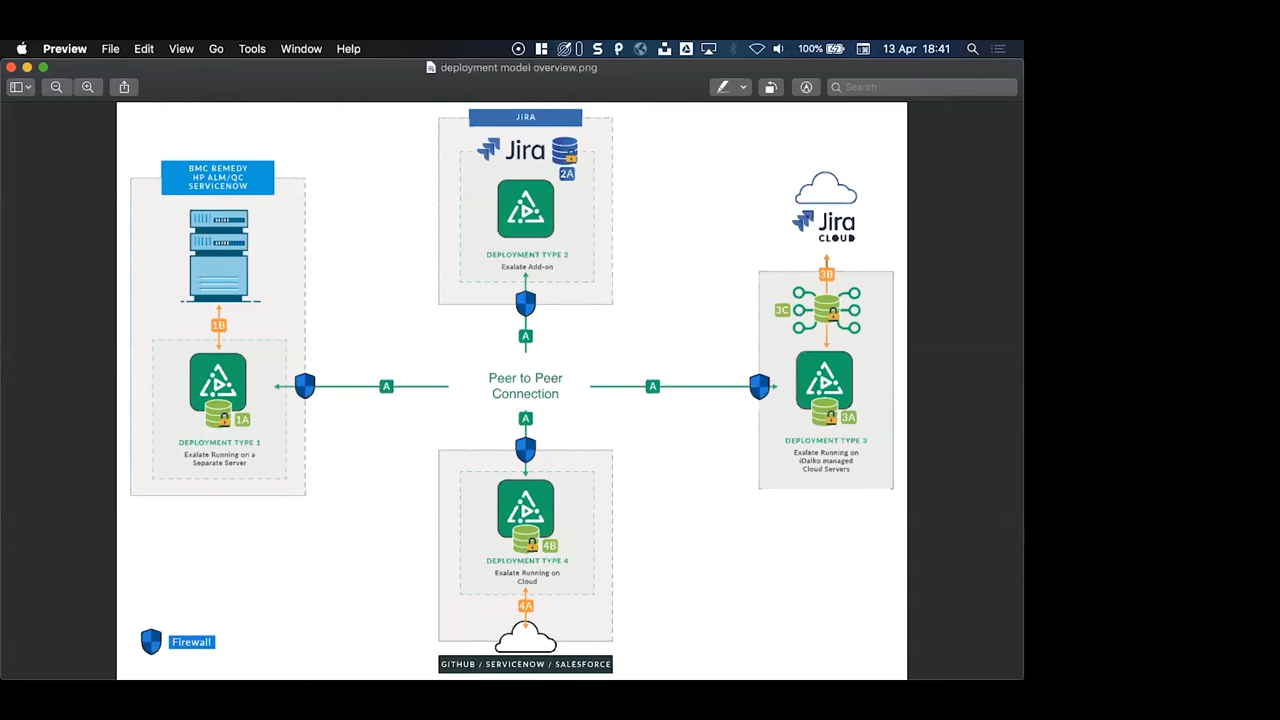 Preview File Edit View Go Tools Window Help 100% 13 Apr 18:41
deployment model overview.png
Search
JIRA
Jira
2A
DEPLOYMENT TYPE 2
Exalate Add-on
BMC REMEDY
HP ALM/QC
SERVICENOW
1B
1A
DEPLOYMENT TYPE 1
Exalate Running on a
Separate Server
Jira
CLOUD
3B
3C
3A
DEPLOYMENT TYPE 3
Exalate Running on
iDalko managed
Cloud Servers
A
A
Peer to Peer
Connection
A
A
4B
DEPLOYMENT TYPE 4
Exalate Running on
Cloud
4A
GITHUB / SERVICENOW / SALESFORCE
Firewall